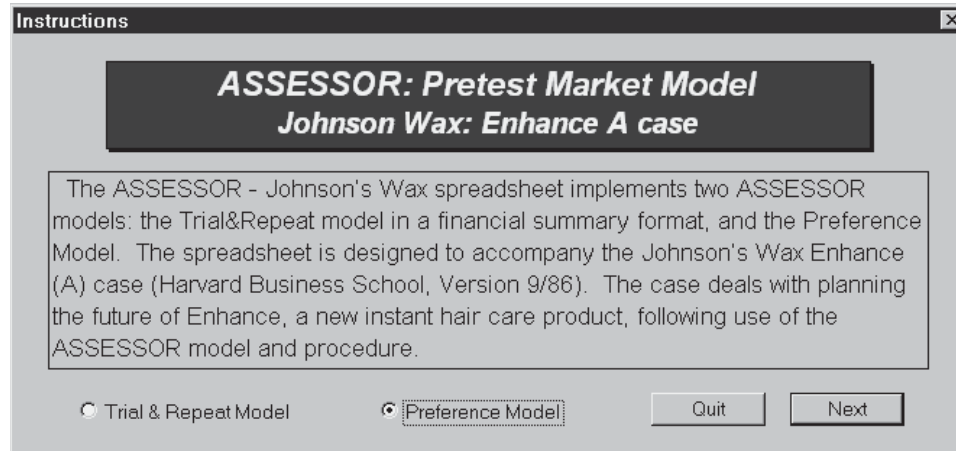 Instructions
ASSESSOR: Pretest Market Model
Johnson Wax: Enhance A case
The ASSESSOR - Johnson's Wax spreadsheet implements two ASSESSOR
models: the Trial&Repeat model in a financial summary format, and the Preference
Model. The spreadsheet is designed to accompany the Johnson's Wax Enhance
(A) case (Harvard Business School, Version 9/86). The case deals with planning
the future of Enhance, a new instant hair care product, following use of the
ASSESSOR model and procedure.
Trial & Repeat Model Preference Model Quit Next